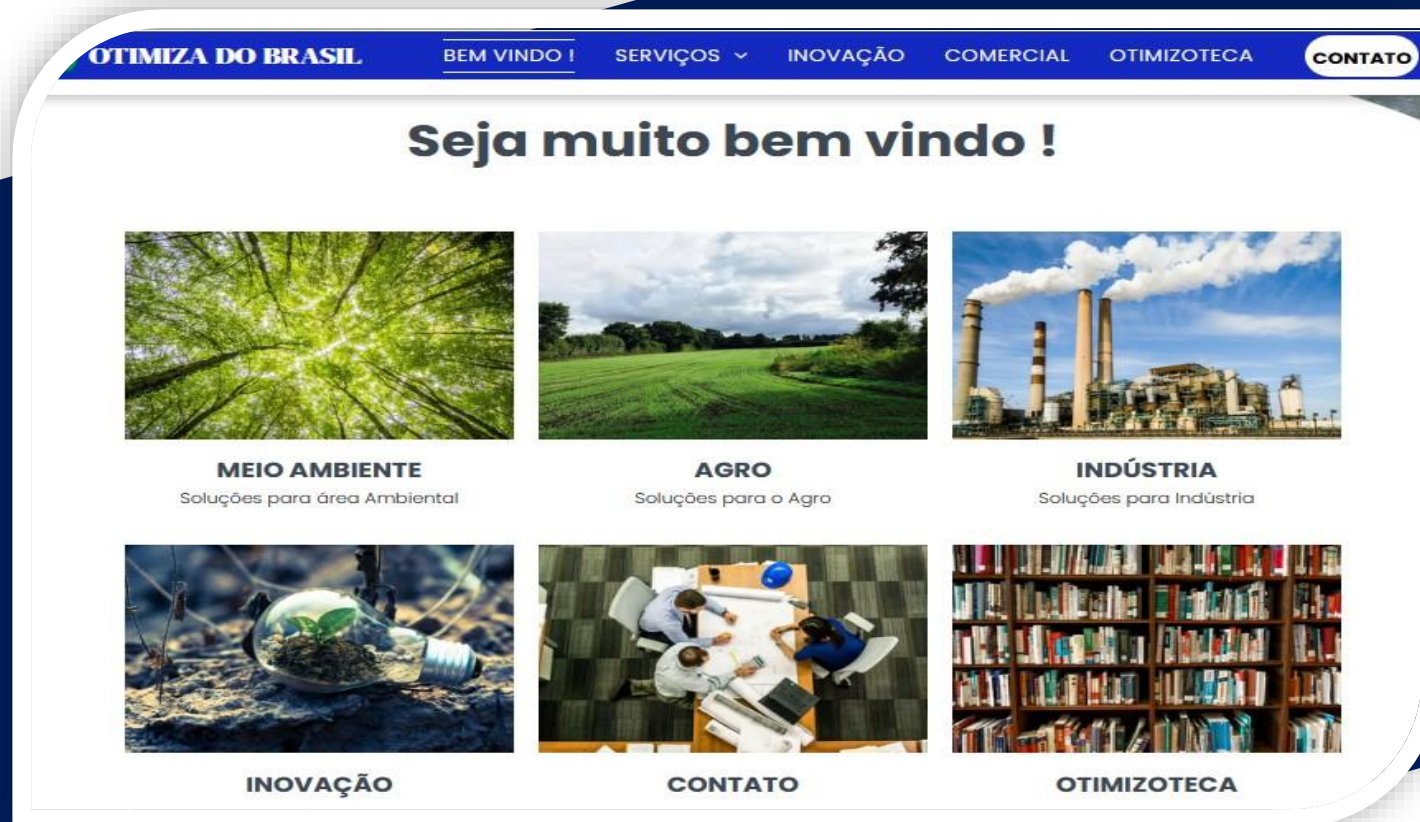 OTIMIZA DO BRASIL BEM VINDO ! SERVIÇOS INOVAÇÃO COMERCIAL OTIMIZOTECA CONTATO
Seja muito bem vindo !
MEIO AMBIENTE AGRO INDÚSTRIA
Soluções para área Ambiental Soluções para o Agro Soluções para Indústria
INOVAÇÃO CONTATO OTIMIZOTECA